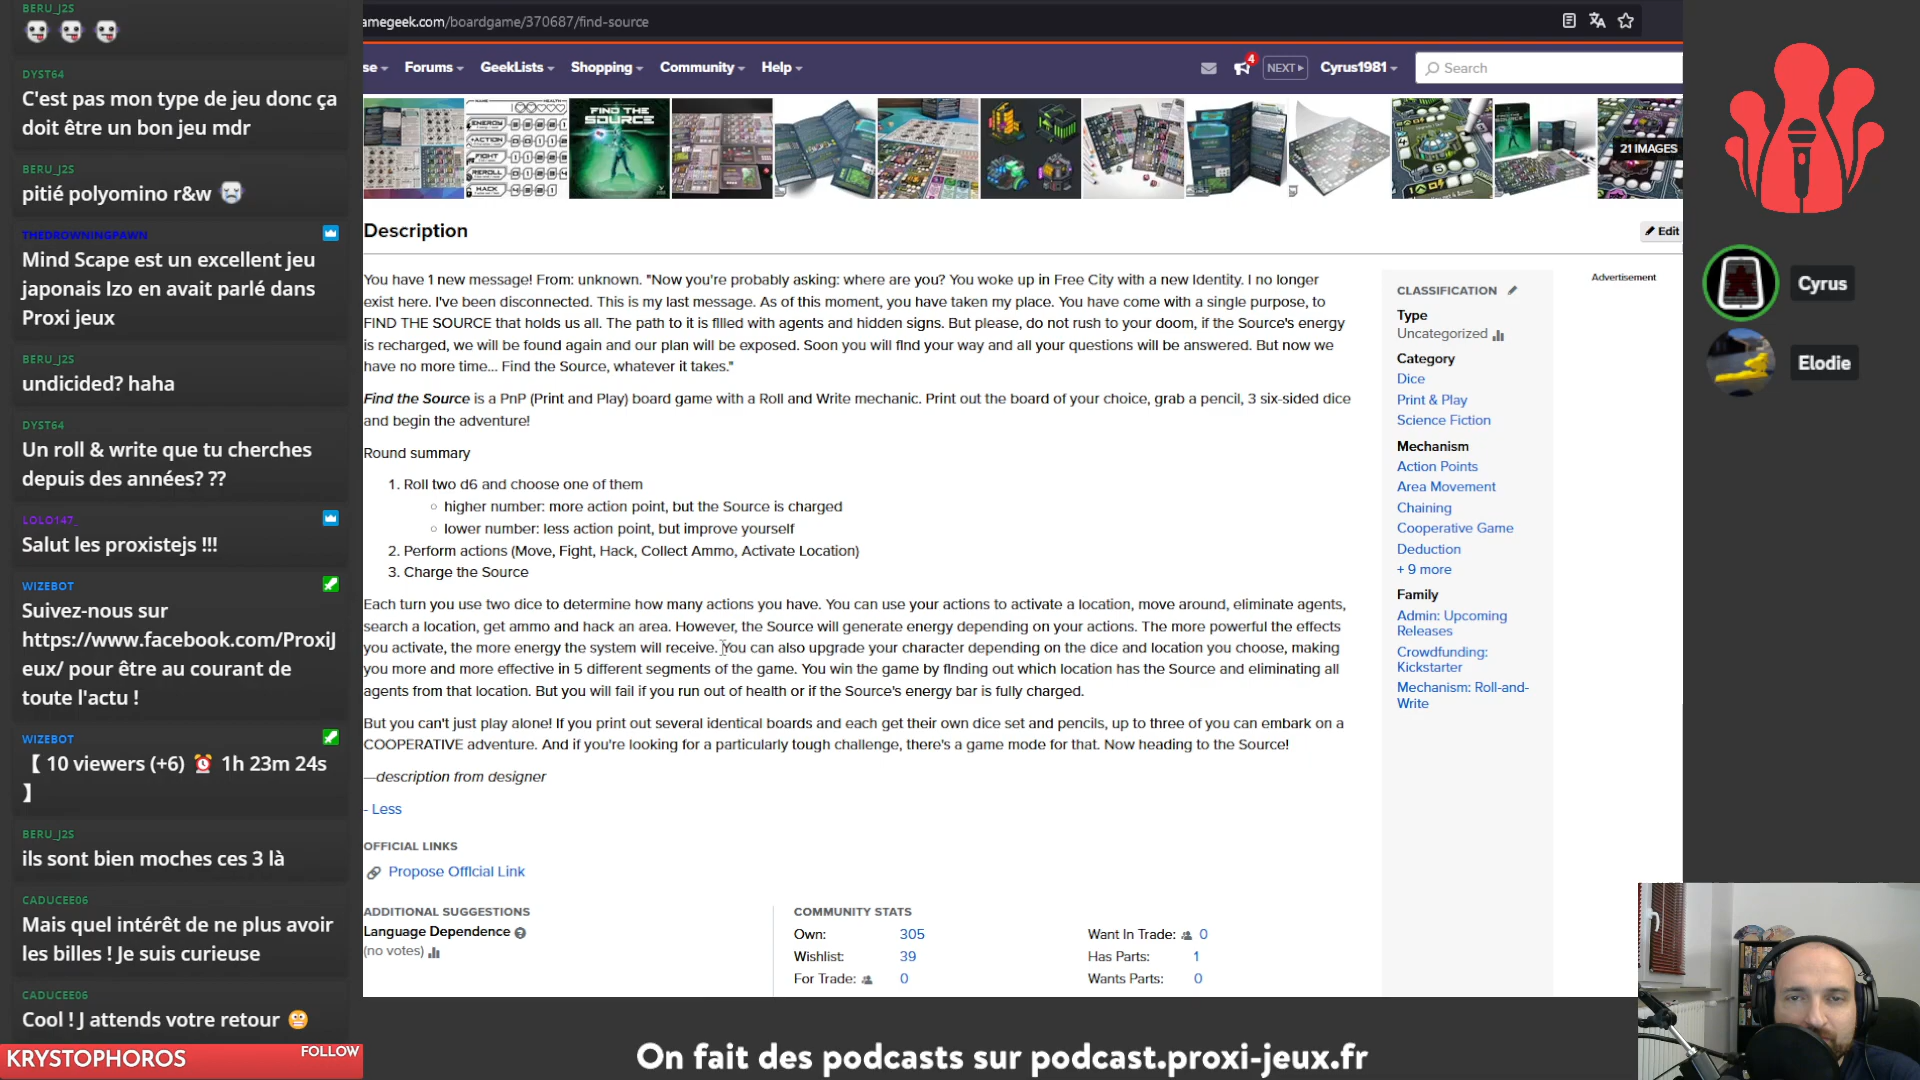 BERU_J2S
DYST64
C'est pas mon type de jeu donc ça
doit être un bon jeu mdr
BERU_J2S
pitié polyomino r&w
THEDROWNINGPAWN
Mind Scape est un excellent jeu
japonais Izo en avait parlé dans
Proxi jeux
BERU_J2S
undicided? haha
DYST64
Un roll & write que tu cherches
depuis des années? ??
LOLO147_
Salut les proxistejs !!!
WIZEBOT
Suivez-nous sur
https://www.facebook.com/ProxiJ
eux/ pour être au courant de
toute l'actu !
WIZEBOT
【 10 viewers (+6) ⏰ 1h 23m 24s
】
BERU_J2S
ils sont bien moches ces 3 là
CADUCEE06
Mais quel intérêt de ne plus avoir
les billes ! Je suis curieuse
CADUCEE06
Cool ! J attends votre retour
KRYSTOPHOROS
FOLLOW
amegeek.com/boardgame/370687/find-source
se Forums GeekLists Shopping Community Help
4 NEXT Cyrus1981 Search
FIND THE
SOURCE
ENERGY
ACTION
FIGHT
REROLL
HACK
21 IMAGES
Description
Edit
You have 1 new message! From: unknown. "Now you're probably asking: where are you? You woke up in Free City with a new Identity. I no longer
exist here. I've been disconnected. This is my last message. As of this moment, you have taken my place. You have come with a single purpose, to
FIND THE SOURCE that holds us all. The path to it is filled with agents and hidden signs. But please, do not rush to your doom, if the Source's energy
is recharged, we will be found again and our plan will be exposed. Soon you will find your way and all your questions will be answered. But now we
have no more time... Find the Source, whatever it takes."
Find the Source is a PnP (Print and Play) board game with a Roll and Write mechanic. Print out the board of your choice, grab a pencil, 3 six-sided dice
and begin the adventure!
Round summary
1. Roll two d6 and choose one of them
higher number: more action point, but the Source is charged
lower number: less action point, but improve yourself
2. Perform actions (Move, Fight, Hack, Collect Ammo, Activate Location)
3. Charge the Source
Each turn you use two dice to determine how many actions you have. You can use your actions to activate a location, move around, eliminate agents,
search a location, get ammo and hack an area. However, the Source will generate energy depending on your actions. The more powerful the effects
you activate, the more energy the system will receive. You can also upgrade your character depending on the dice and location you choose, making
you more and more effective in 5 different segments of the game. You win the game by finding out which location has the Source and eliminating all
agents from that location. But you will fail if you run out of health or if the Source's energy bar is fully charged.
But you can't just play alone! If you print out several identical boards and each get their own dice set and pencils, up to three of you can embark on a
COOPERATIVE adventure. And if you're looking for a particularly tough challenge, there's a game mode for that. Now heading to the Source!
—description from designer
- Less
OFFICIAL LINKS
Propose Official Link
ADDITIONAL SUGGESTIONS
Language Dependence
(no votes)
COMMUNITY STATS
Own: 305
Wishlist: 39
For Trade: 0
Want In Trade: 0
Has Parts: 1
Wants Parts: 0
CLASSIFICATION
Type
Uncategorized
Category
Dice
Print & Play
Science Fiction
Mechanism
Action Points
Area Movement
Chaining
Cooperative Game
Deduction
+ 9 more
Family
Admin: Upcoming
Releases
Crowdfunding:
Kickstarter
Mechanism: Roll-and-
Write
Advertisement
Cyrus
Elodie
On fait des podcasts sur podcast.proxi-jeux.fr